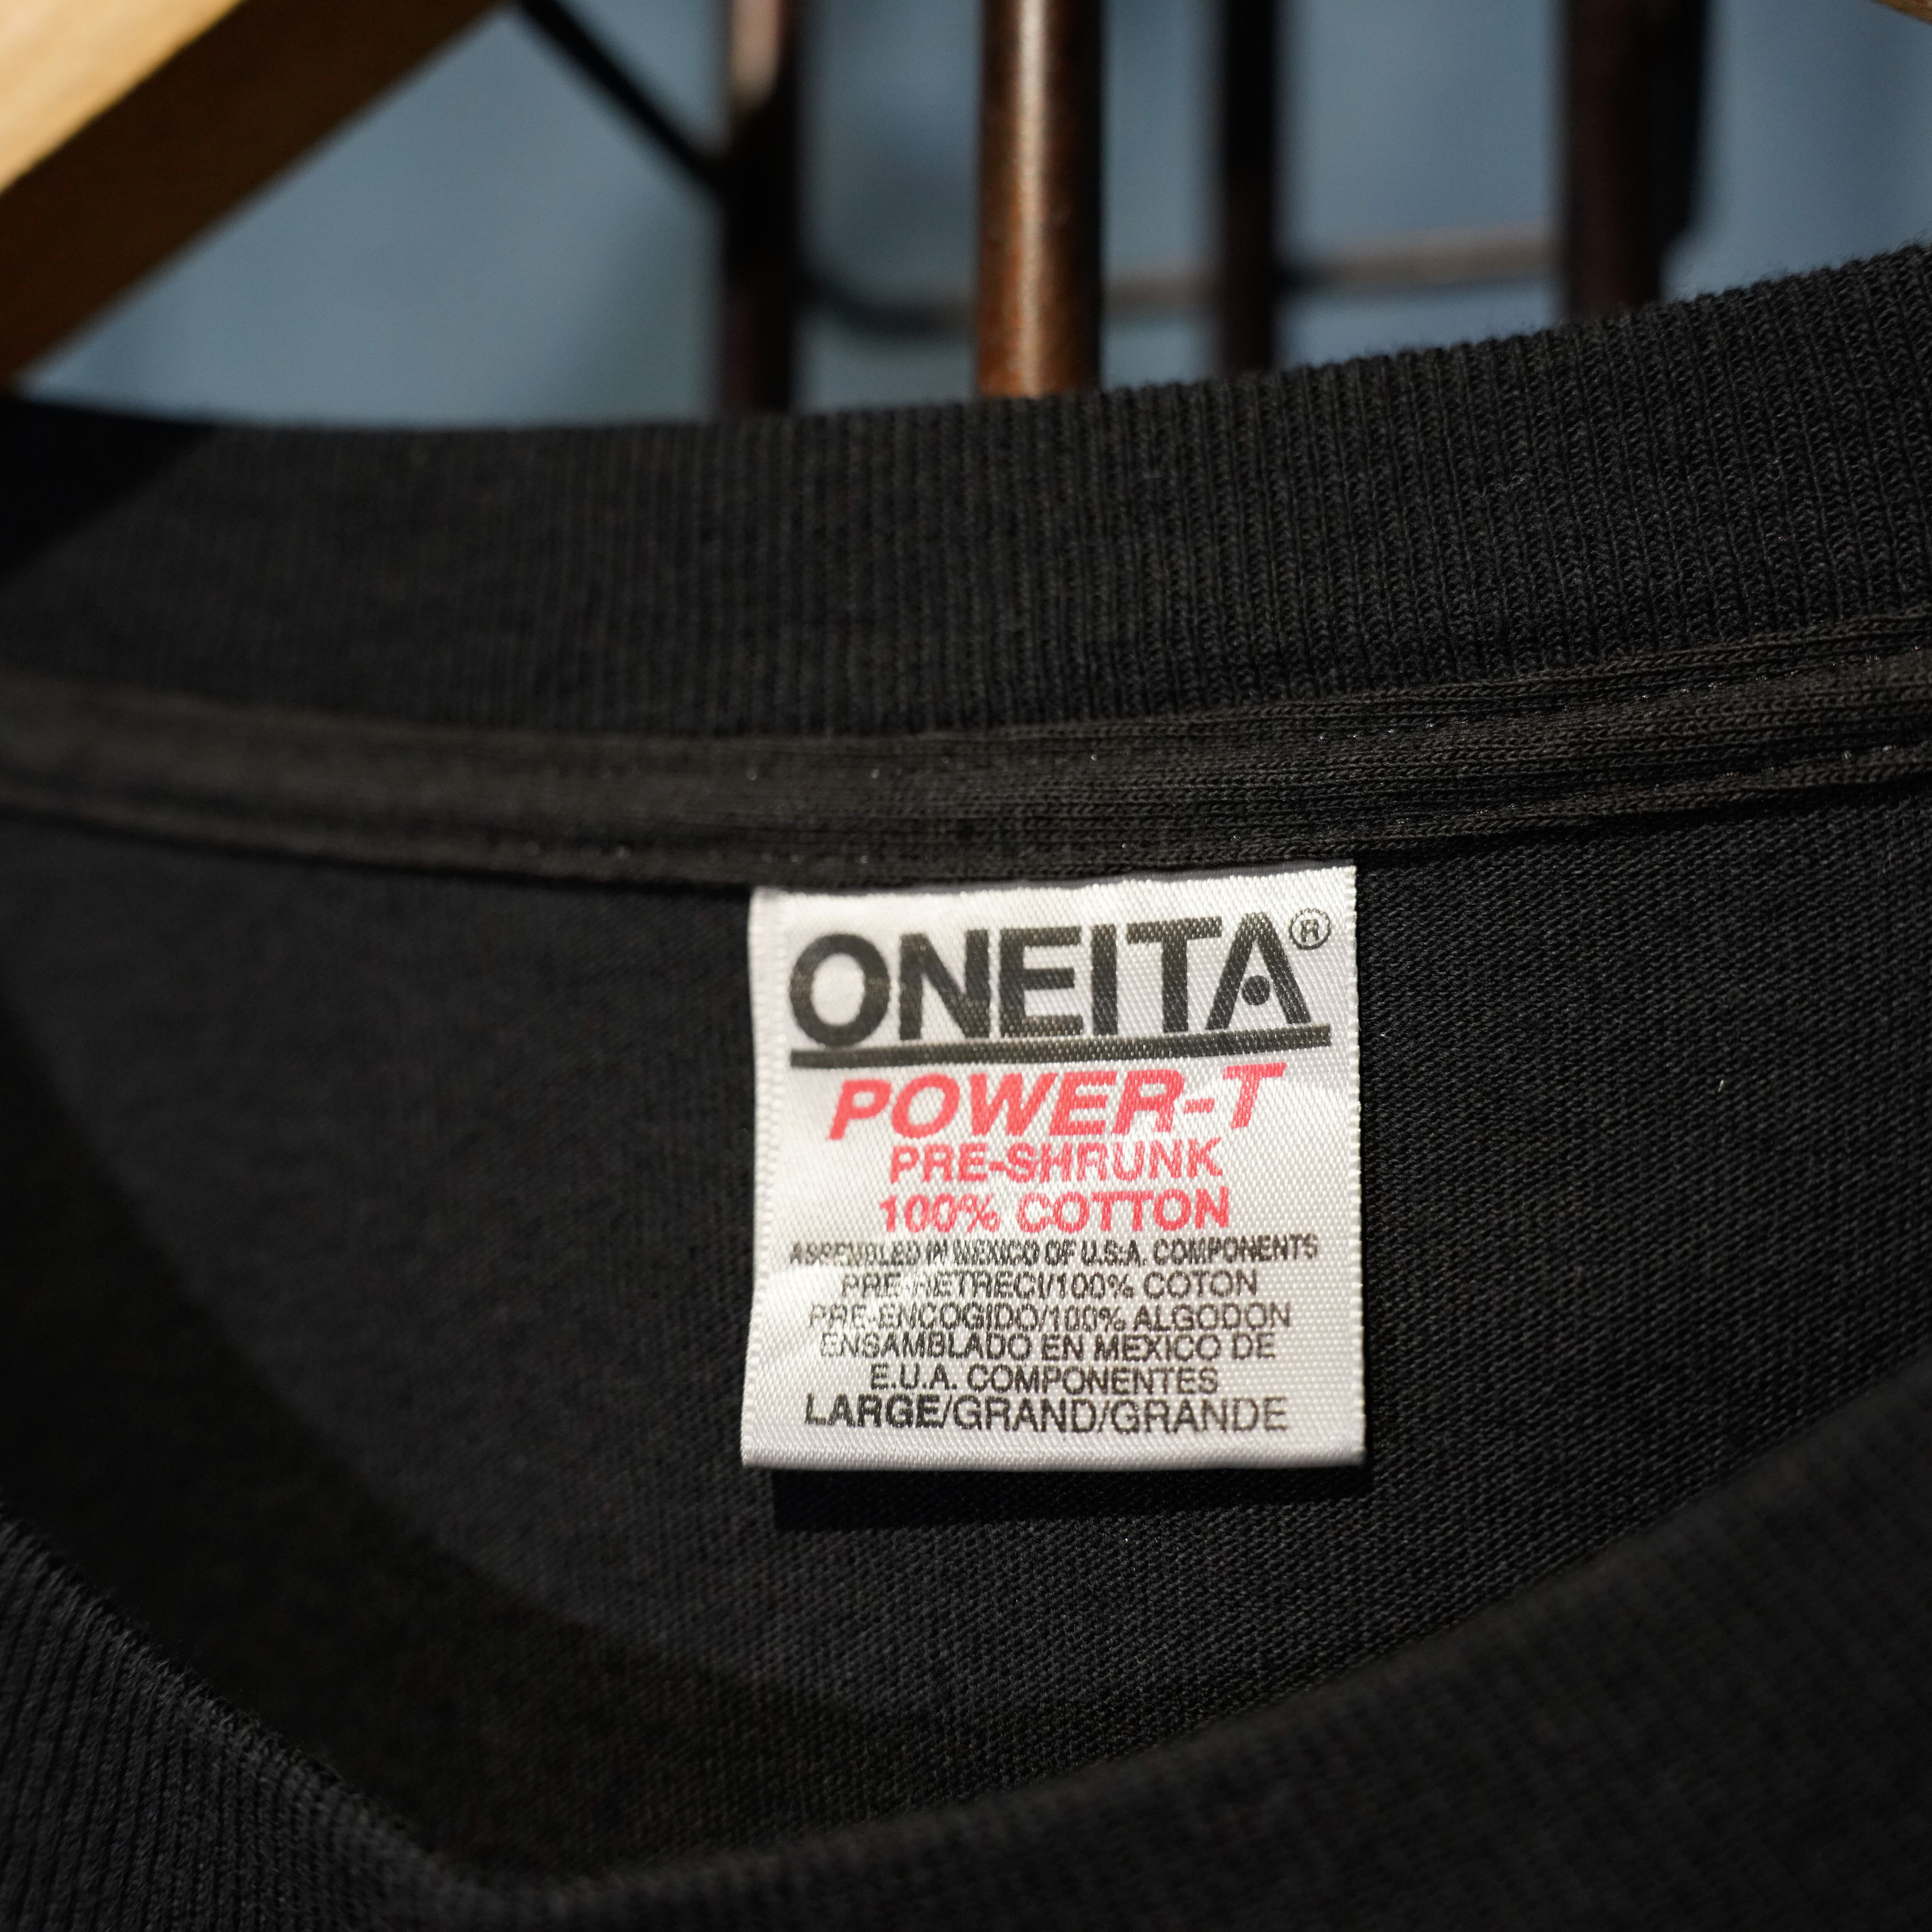 ONEITA®
POWER-T
PRE-SHRUNK
100% COTTON
ASSEMBLED IN MEXICO OF U.S.A. COMPONENTS
PRE-RETRECI/100% COTON
PRE-ENCOGIDO/100% ALGODON
ENSAMBLADO EN MEXICO DE
E.U.A. COMPONENTES
LARGE/GRAND/GRANDE